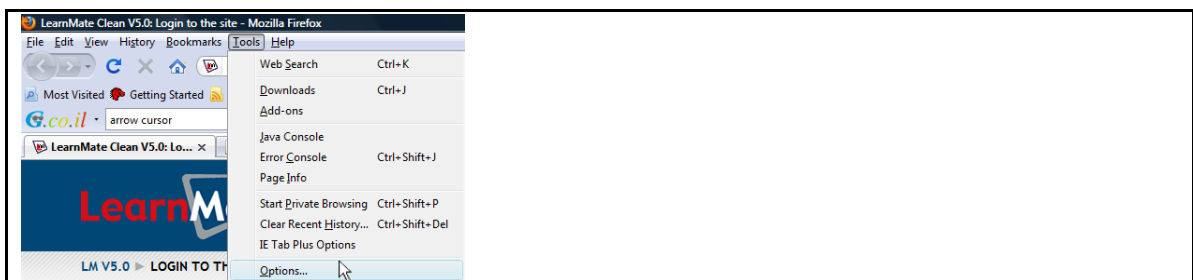 LearnMate Clean V5.0: Login to the site - Mozilla Firefox
File Edit View History Bookmarks Tools Help
Web Search Ctrl+K
Most Visited Getting Started
Downloads Ctrl+J
Add-ons
G.co.il arrow cursor
Java Console
LearnMate Clean V5.0: Lo...
Error Console Ctrl+Shift+J
Page Info
Start Private Browsing Ctrl+Shift+P
LearnM
Clear Recent History... Ctrl+Shift+Del
IE Tab Plus Options
LM V5.0 ► LOGIN TO TH
Options...